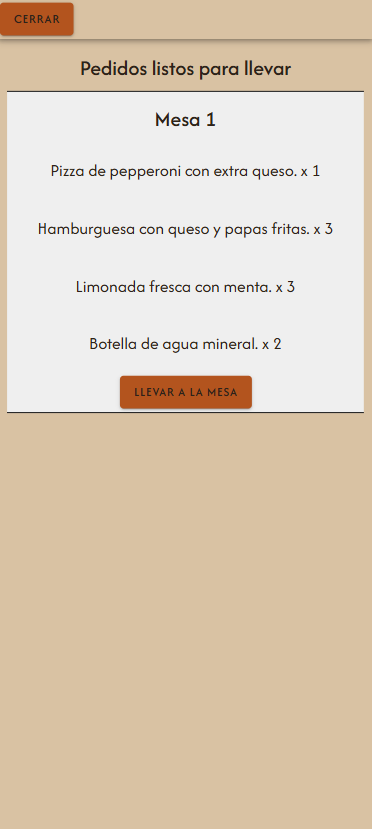 CERRAR
Pedidos listos para llevar
Mesa 1
Pizza de pepperoni con extra queso. x 1
Hamburguesa con queso y papas fritas. x 3
Limonada fresca con menta. x 3
Botella de agua mineral. x 2
LLEVAR A LA MESA